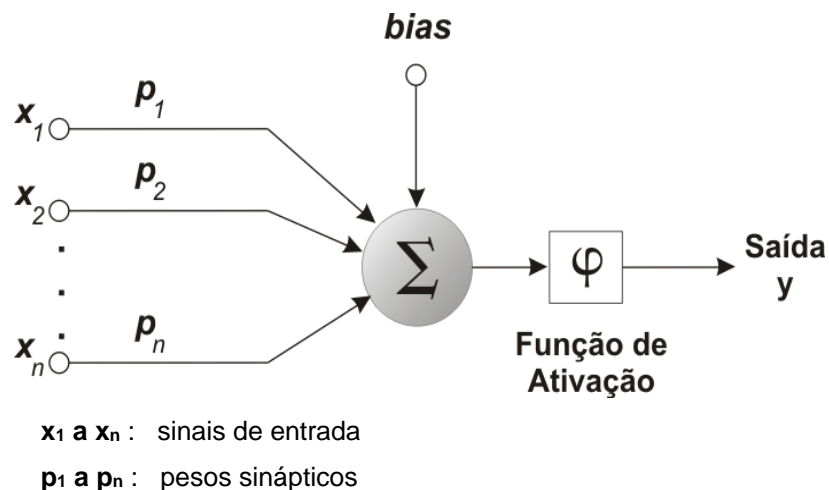 bias
x1
p1
x2
p2
.
.
.
xn
pn
Σ
φ
Saída
y
Função de
Ativação
x1 a xn : sinais de entrada
p1 a pn : pesos sinápticos